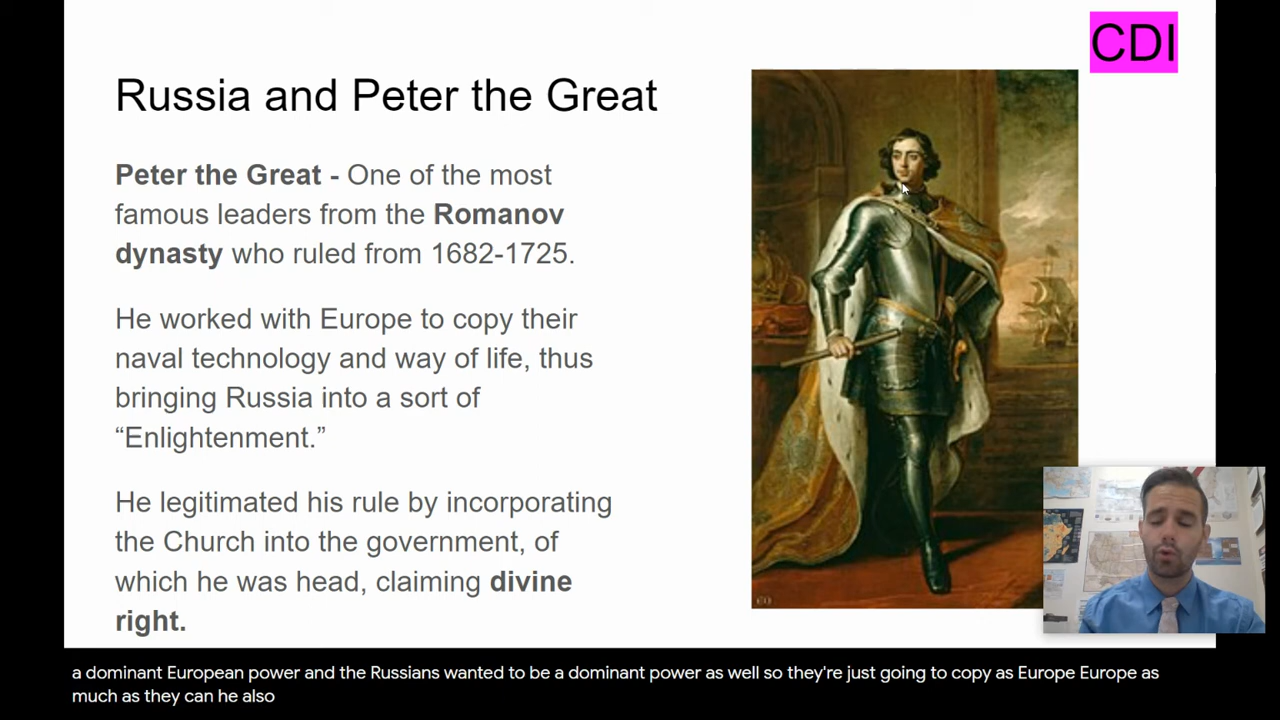 CDI
Russia and Peter the Great
Peter the Great - One of the most
famous leaders from the Romanov
dynasty who ruled from 1682-1725.
He worked with Europe to copy their
naval technology and way of life, thus
bringing Russia into a sort of
“Enlightenment.”
He legitimated his rule by incorporating
the Church into the government, of
which he was head, claiming divine
right.
a dominant European power and the Russians wanted to be a dominant power as well so they're just going to copy as Europe Europe as
much as they can he also